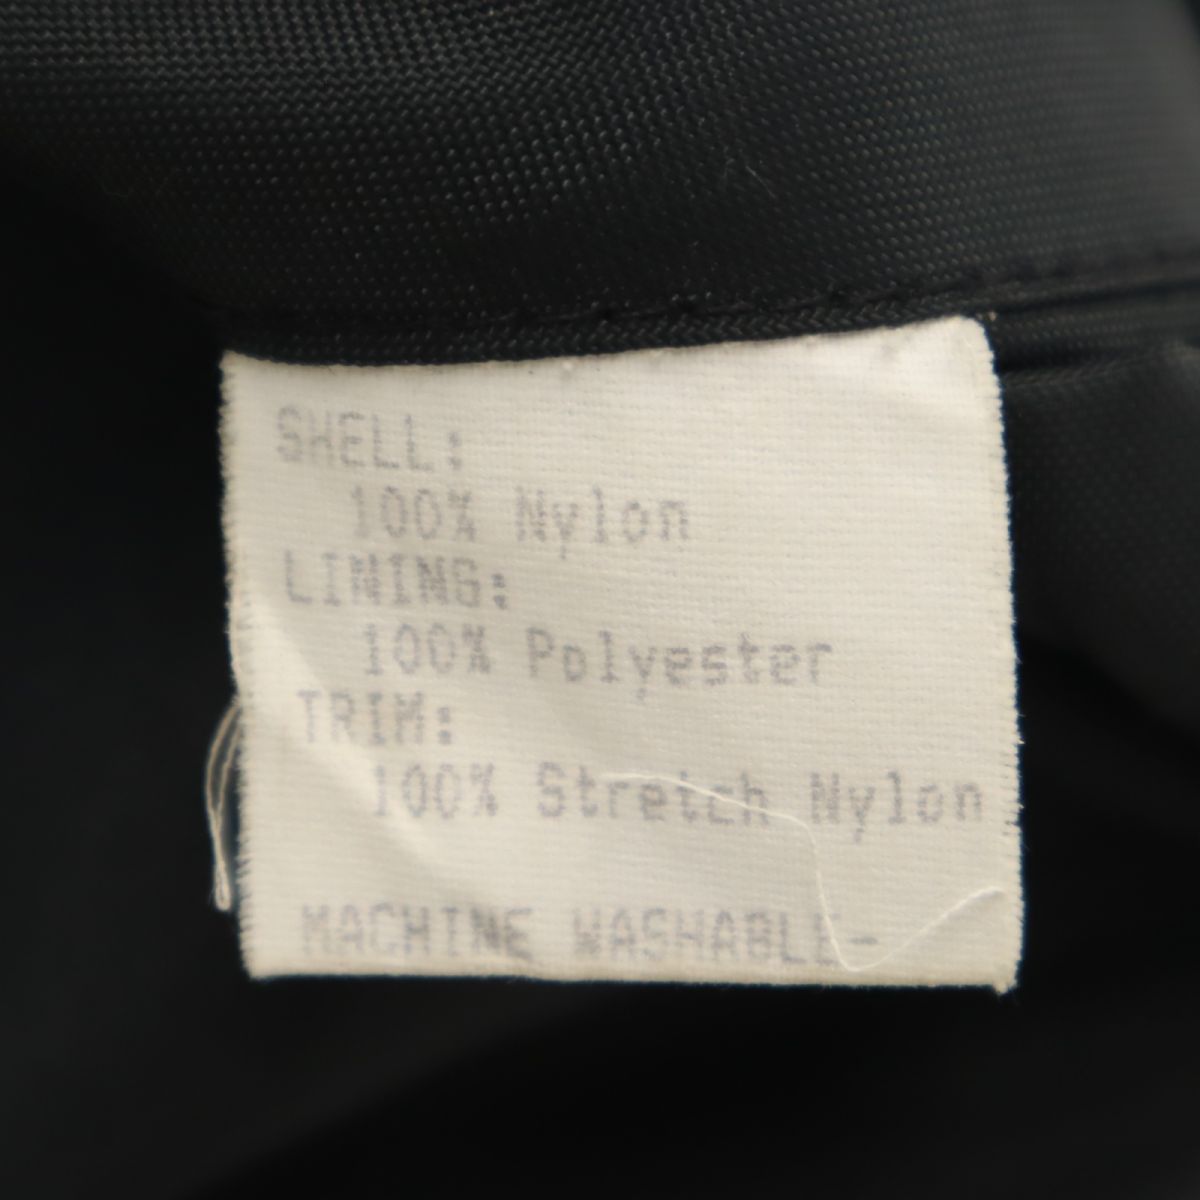 SHELL:
100% Nylon
LINING:
100% Polyester
TRIM:
100% Stretch Nylon
MACHINE WASHABLE-